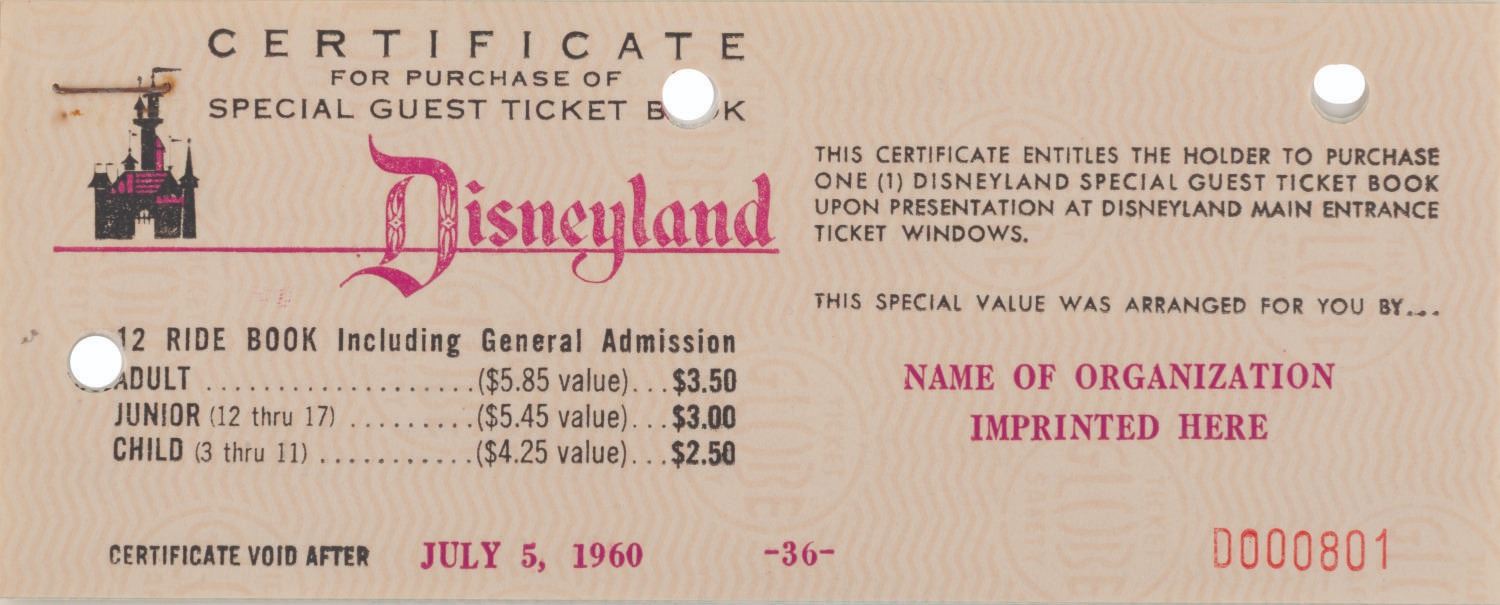 CERTIFICATE
FOR PURCHASE OF
SPECIAL GUEST TICKET B K
Disneyland
12 RIDE BOOK Including General Admission
ADULT ....................($5.85 value)...$3.50
JUNIOR (12 thru 17) .........($5.45 value)...$3.00
CHILD (3 thru 11) ...........($4.25 value)...$2.50
CERTIFICATE VOID AFTER JULY 5, 1960 -36-
THIS CERTIFICATE ENTITLES THE HOLDER TO PURCHASE
ONE (1) DISNEYLAND SPECIAL GUEST TICKET BOOK
UPON PRESENTATION AT DISNEYLAND MAIN ENTRANCE
TICKET WINDOWS.
THIS SPECIAL VALUE WAS ARRANGED FOR YOU BY....
NAME OF ORGANIZATION
IMPRINTED HERE
D000801